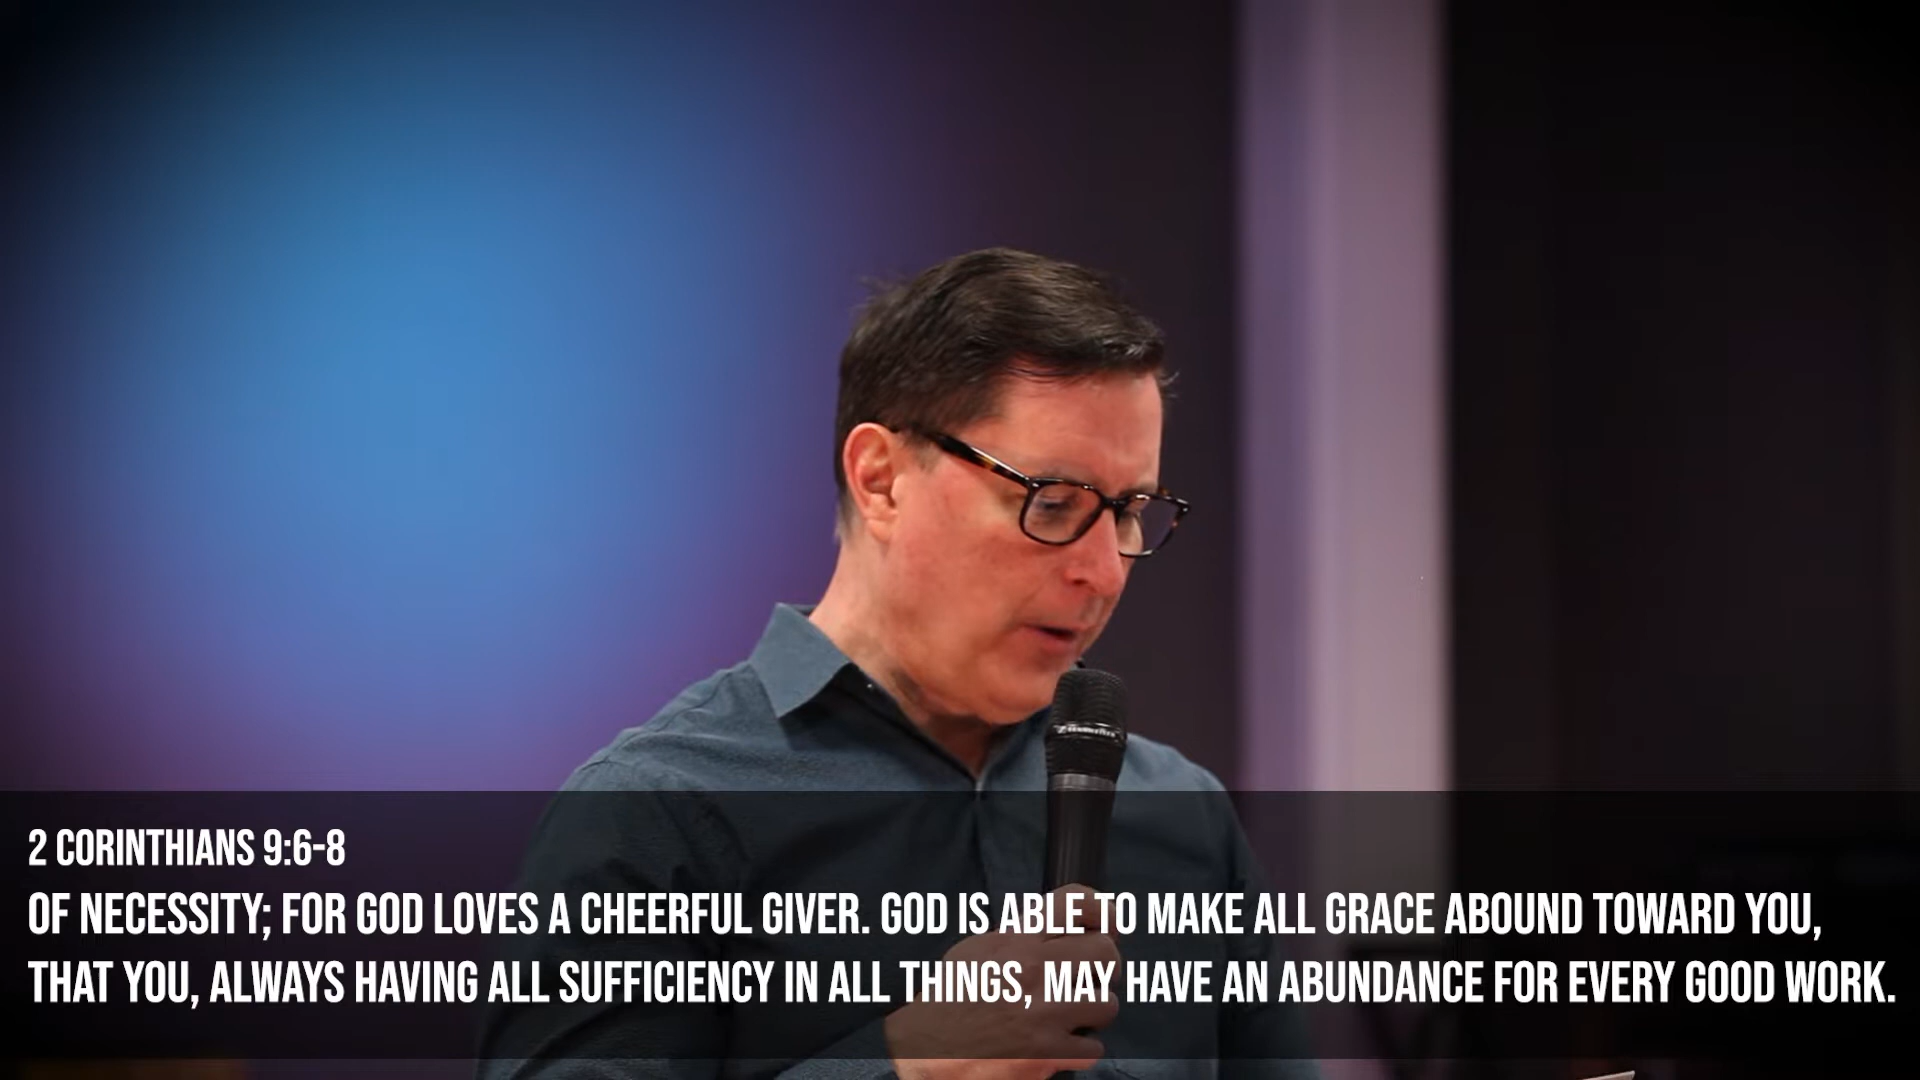 2 CORINTHIANS 9:6-8
OF NECESSITY; FOR GOD LOVES A CHEERFUL GIVER. GOD IS ABLE TO MAKE ALL GRACE ABOUND TOWARD YOU,
THAT YOU, ALWAYS HAVING ALL SUFFICIENCY IN ALL THINGS, MAY HAVE AN ABUNDANCE FOR EVERY GOOD WORK.